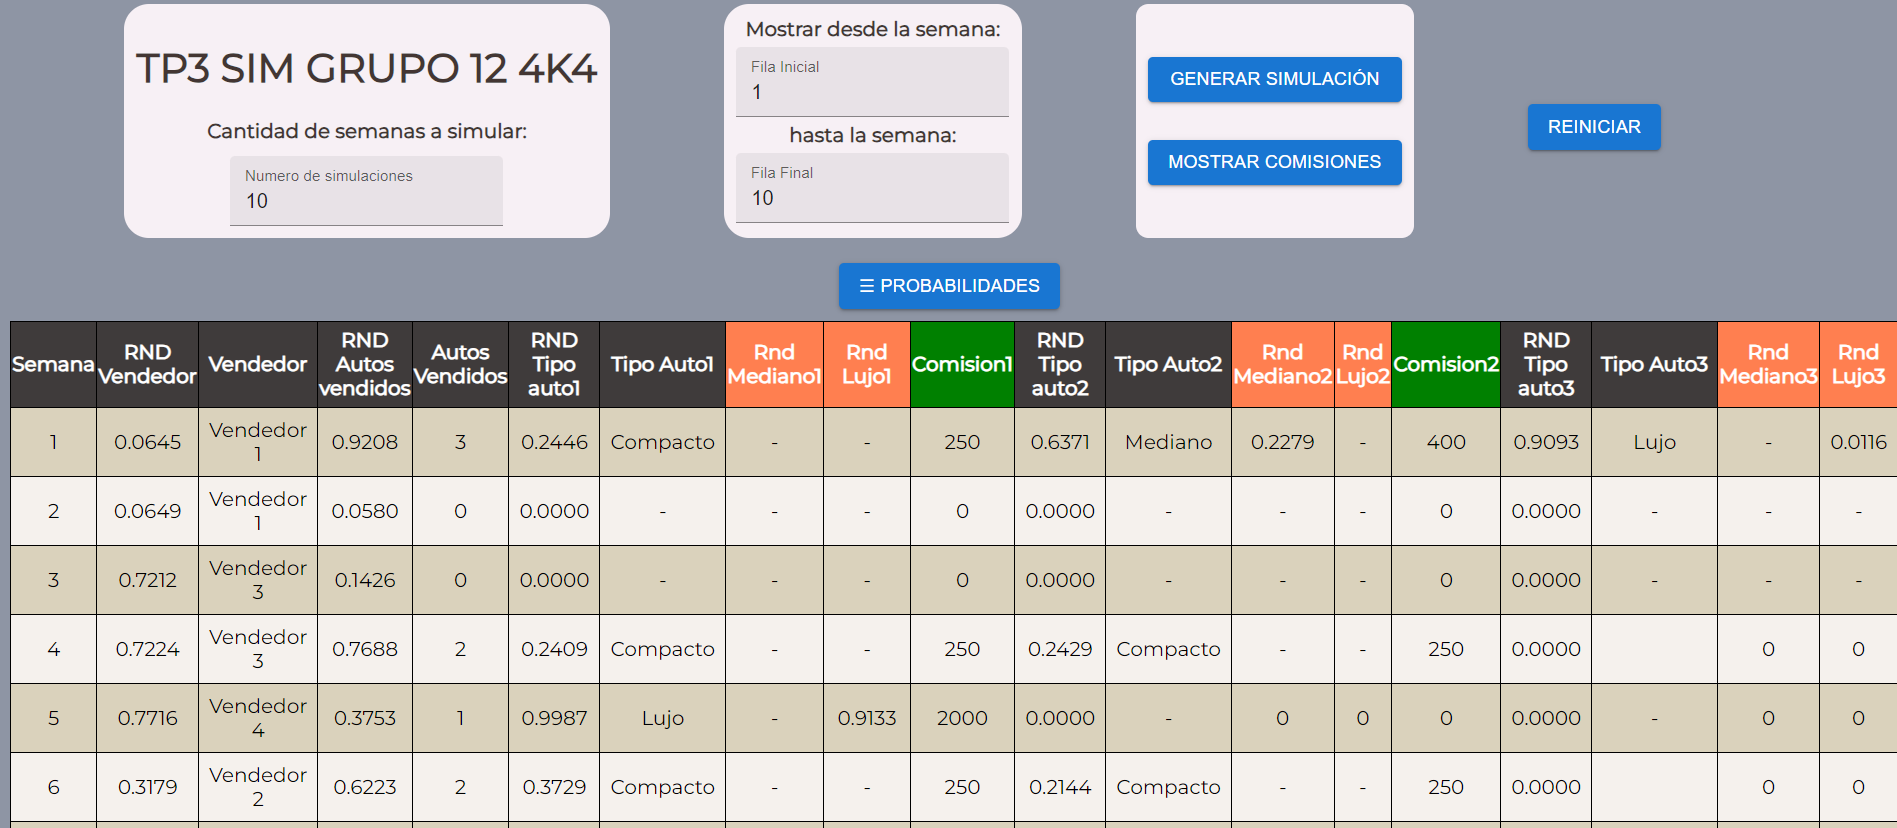 TP3 SIM GRUPO 12 4K4
Cantidad de semanas a simular:
Numero de simulaciones
10
Mostrar desde la semana:
Fila Inicial
1
hasta la semana:
Fila Final
10
GENERAR SIMULACIÓN
MOSTRAR COMISIONES
REINICIAR
☰ PROBABILIDADES
Semana RND Vendedor Vendedor RND Autos vendidos Autos Vendidos RND Tipo auto1 Tipo Auto1 Rnd Mediano1 Rnd Lujo1 Comision1 RND Tipo auto2 Tipo Auto2 Rnd Mediano2 Rnd Lujo2 Comision2 RND Tipo auto3 Tipo Auto3 Rnd Mediano3 Rnd Lujo3
1 0.0645 Vendedor 1 0.9208 3 0.2446 Compacto - - 250 0.6371 Mediano 0.2279 - 400 0.9093 Lujo - 0.0116
2 0.0649 Vendedor 1 0.0580 0 0.0000 - - - 0 0.0000 - - - 0 0.0000 - - -
3 0.7212 Vendedor 3 0.1426 0 0.0000 - - - 0 0.0000 - - - 0 0.0000 - - -
4 0.7224 Vendedor 3 0.7688 2 0.2409 Compacto - - 250 0.2429 Compacto - - 250 0.0000 0 0
5 0.7716 Vendedor 4 0.3753 1 0.9987 Lujo - 0.9133 2000 0.0000 - 0 0 0 0.0000 - 0 0
6 0.3179 Vendedor 2 0.6223 2 0.3729 Compacto - - 250 0.2144 Compacto - - 250 0.0000 0 0